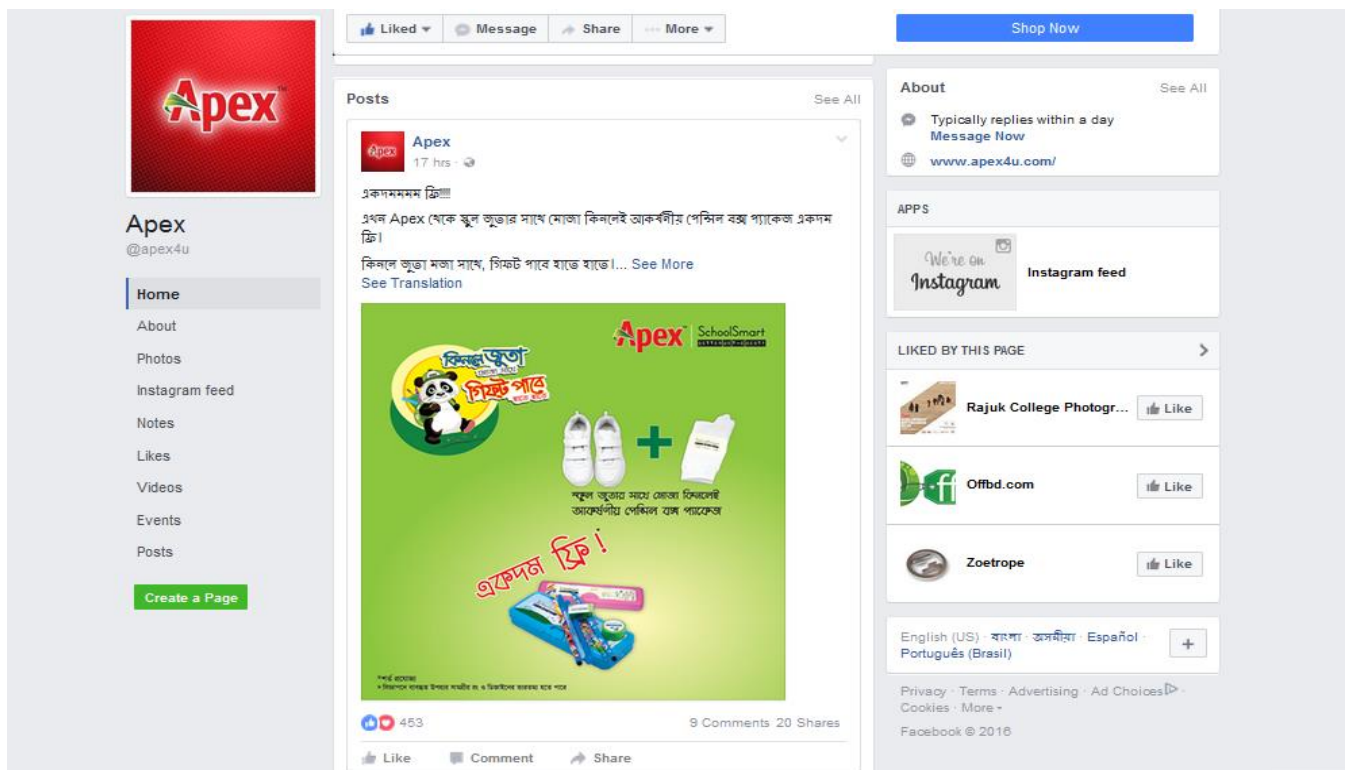 Liked
Message
Share
More
Shop Now
Apex
Apex
@apex4u
Home
About
Photos
Instagram feed
Notes
Likes
Videos
Events
Posts
Create a Page
Posts
See All
Apex
Apex
17 hrs
একদমমমম ফ্রি!!!!
এখন Apex থেকে স্কুল জুতার সাথে মোজা কিনলেই আকর্ষনীয় পেন্সিল বক্স প্যাকেজ একদম
ফ্রি।
কিনলে জুতা মজা সাথে, গিফট পাবে হাতে হাতে।... See More
See Translation
Apex SchoolSmart
কিনলে জুতা
মোজা সাথে
গিফট পাবে
হাতে হাতে
স্কুল জুতার সাথে মোজা কিনলেই
আকর্ষণীয় পেন্সিল বক্স প্যাকেজ
একদম ফ্রি!
*শর্ত প্রযোজ্য
453
9 Comments 20 Shares
Like
Comment
Share
About
See All
Typically replies within a day
Message Now
www.apex4u.com/
APPS
We're on
Instagram
Instagram feed
LIKED BY THIS PAGE
Rajuk College Photogr...
Like
Offbd.com
Like
Zoetrope
Like
English (US) · বাংলা · অসমীয়া · Español ·
Português (Brasil)
Privacy · Terms · Advertising · Ad Choices ·
Cookies · More
Facebook © 2016